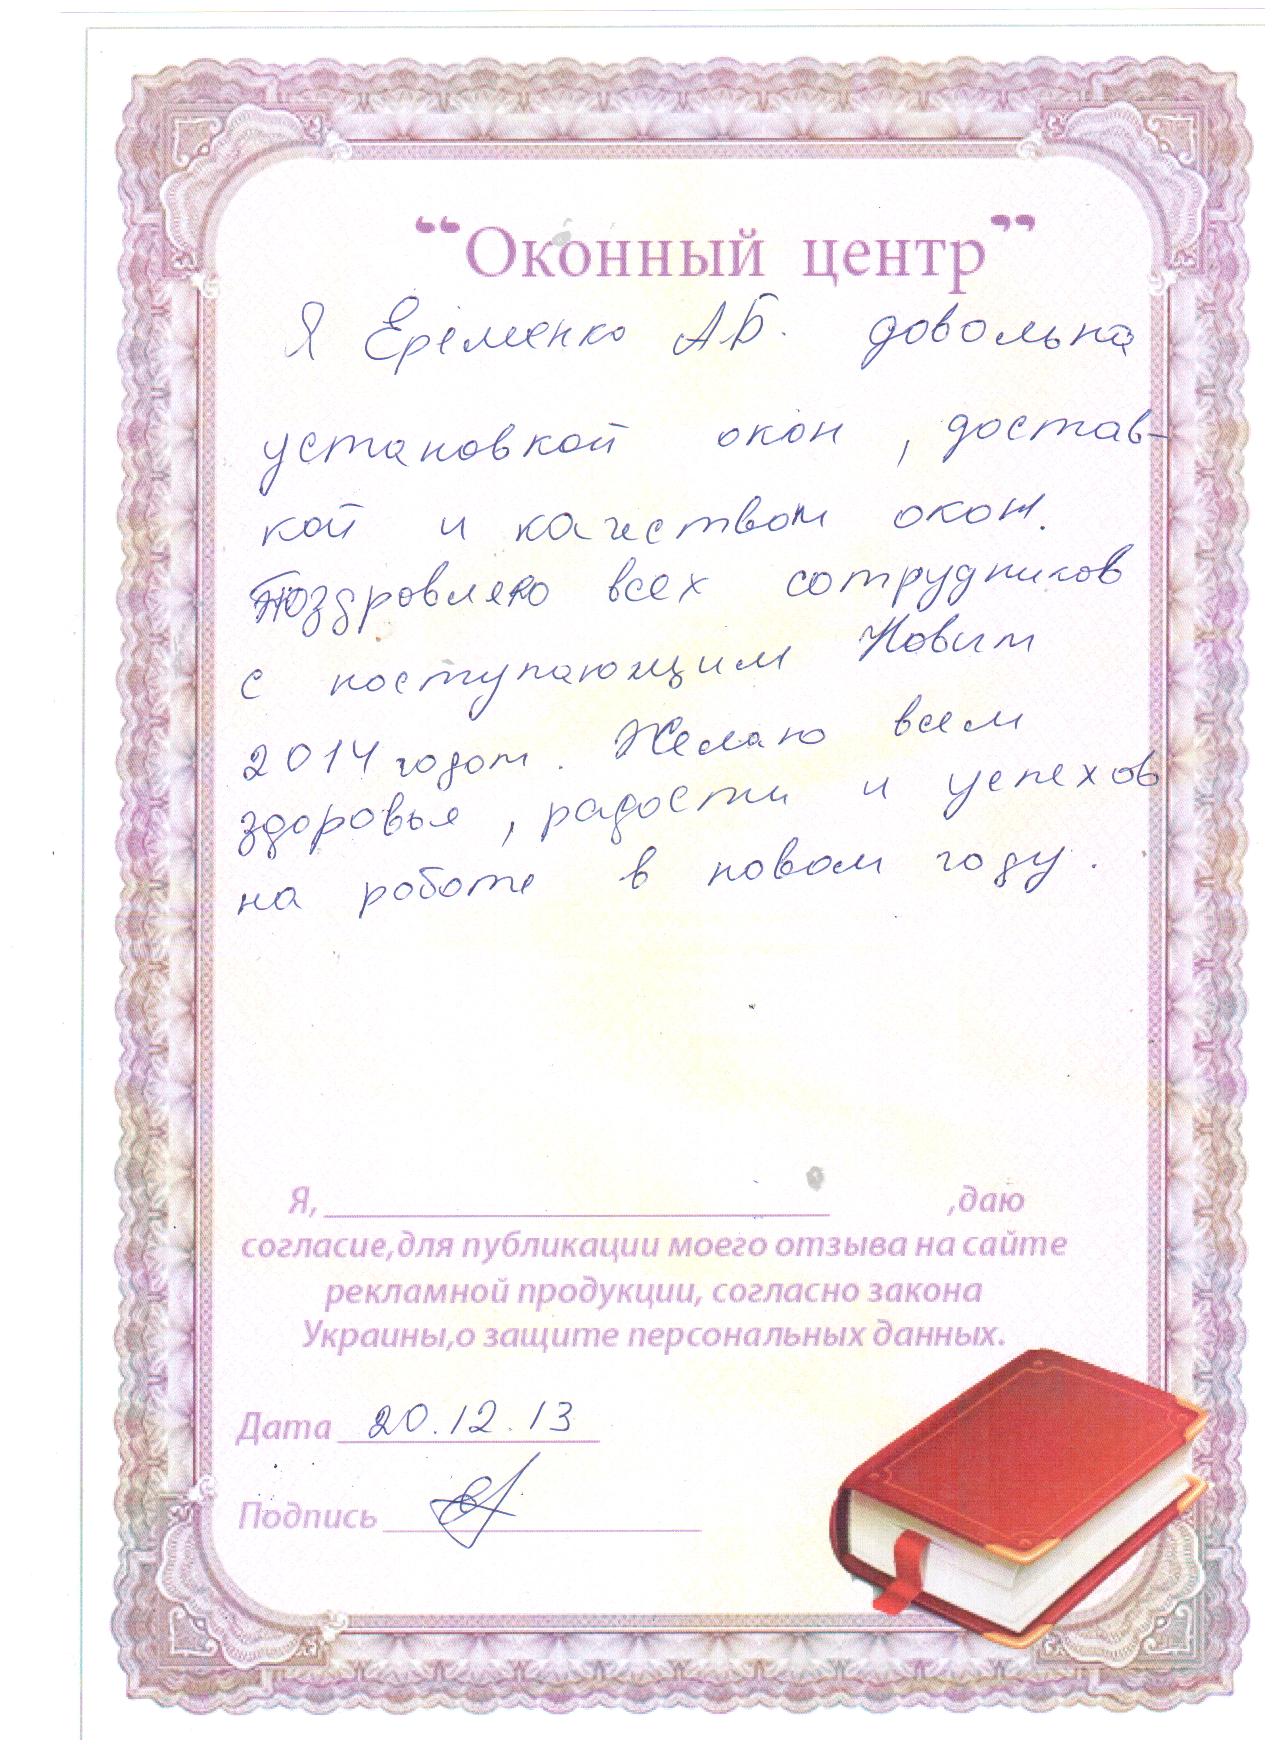 “Оконный центр”
Я Еременко А.Б. довольна
установкой окон, достав-
кой и качеством окон.
Поздровляю всех сотрудников
с ноступающим Новым
2014 годом. Желаю всем
здоровья, радости и успехов
на роботе в новом году.
Я, ,даю
согласие,для публикации моего отзыва на сайте
рекламной продукции, согласно закона
Украины,о защите персональных данных.
Дата 20.12.13
Подпись